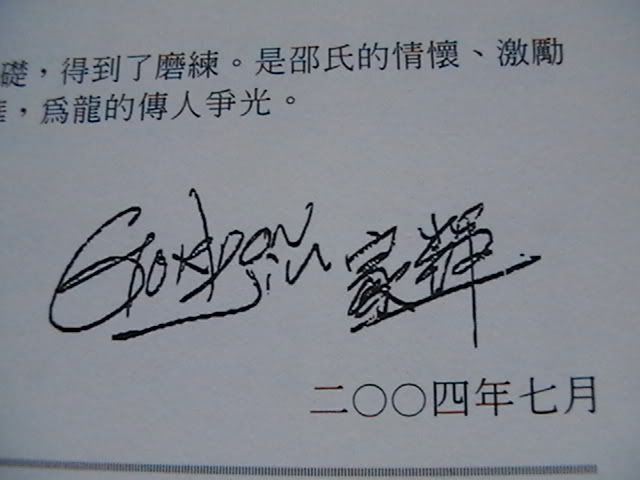 礎，得到了磨練。是邵氏的情懷、激勵
，爲龍的傳人爭光。
GORDON Liu 家輝
二〇〇四年七月